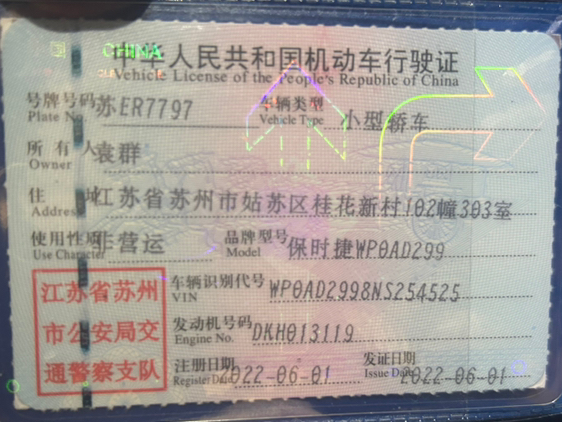 中华人民共和国机动车行驶证
Vehicle License of the People's Republic of China
号牌号码 苏ER7797 车辆类型 小型轿车
Plate No. Vehicle Type
所有人 袁群
Owner
住址 江苏省苏州市姑苏区桂花新村102幢303室
Address
使用性质 非营运 品牌型号 保时捷WP0AD299
Use Character Model
江苏省苏州
市公安局交
通警察支队
车辆识别代号 WP0AD2998NS254525
VIN
发动机号码 DKH013119
Engine No.
注册日期 2022-06-01 发证日期 2022-06-01
Register Date Issue Date